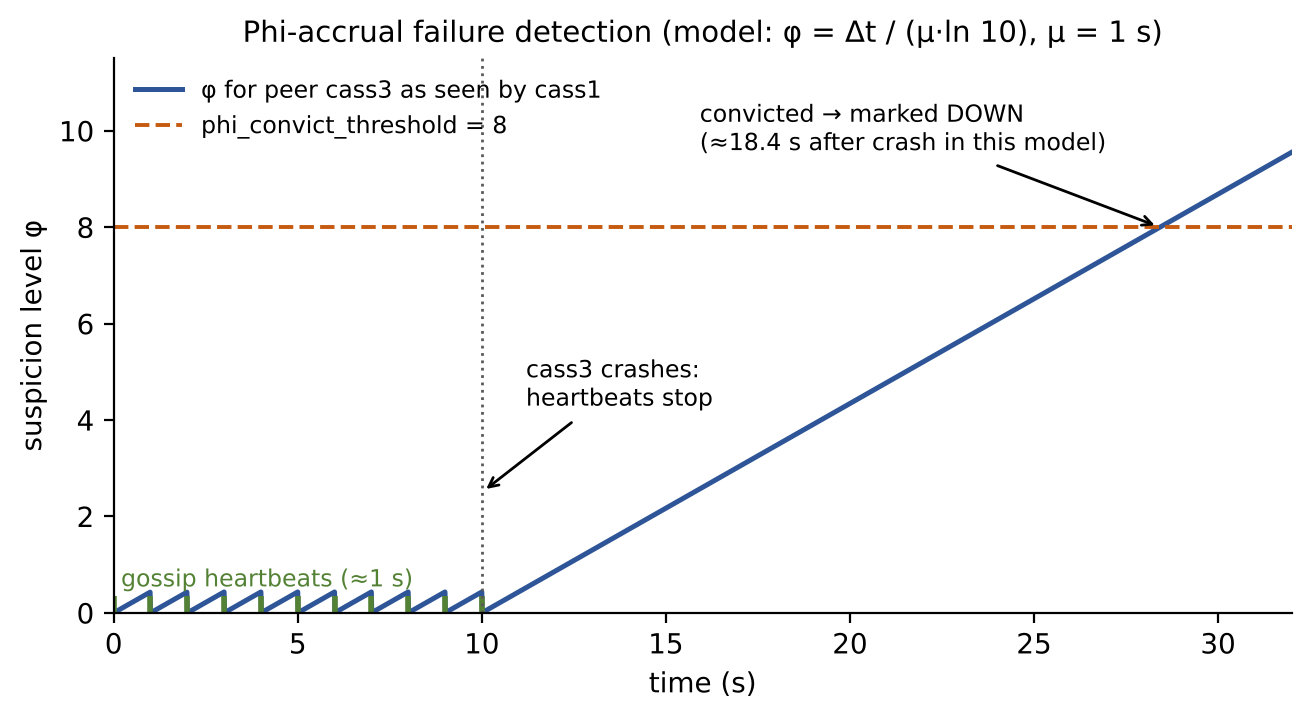 Phi-accrual failure detection (model: φ = Δt / (μ·ln 10), μ = 1 s)
φ for peer cass3 as seen by cass1
phi_convict_threshold = 8
convicted → marked DOWN
(≈18.4 s after crash in this model)
cass3 crashes:
heartbeats stop
gossip heartbeats (≈1 s)
suspicion level φ
10
8
6
4
2
0
0 5 10 15 20 25 30
time (s)